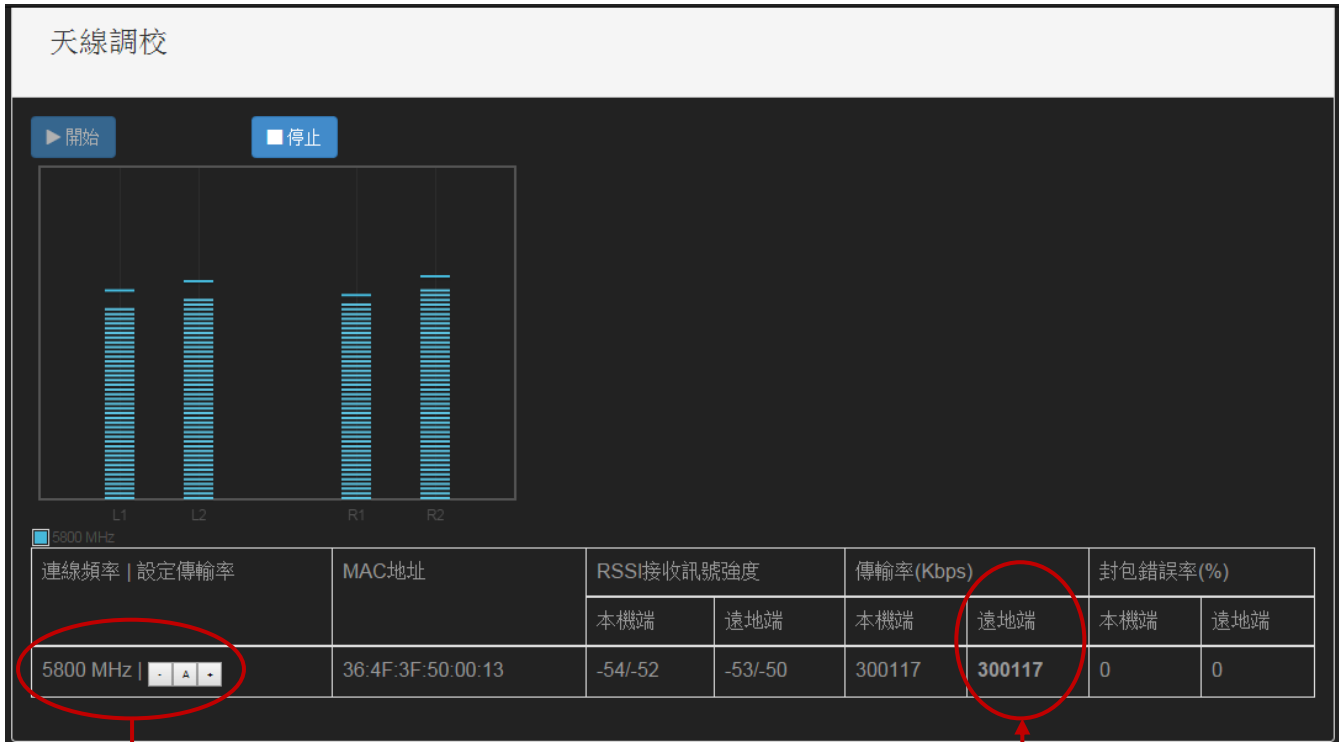 天線調校
▶開始 ■停止
L1 L2 R1 R2
5800 MHz
連線頻率 | 設定傳輸率 MAC地址 RSSI接收訊號強度 傳輸率(Kbps) 封包錯誤率(%)
本機端 遠地端 本機端 遠地端 本機端 遠地端
5800 MHz | - A + 36:4F:3F:50:00:13 -54/-52 -53/-50 300117 300117 0 0